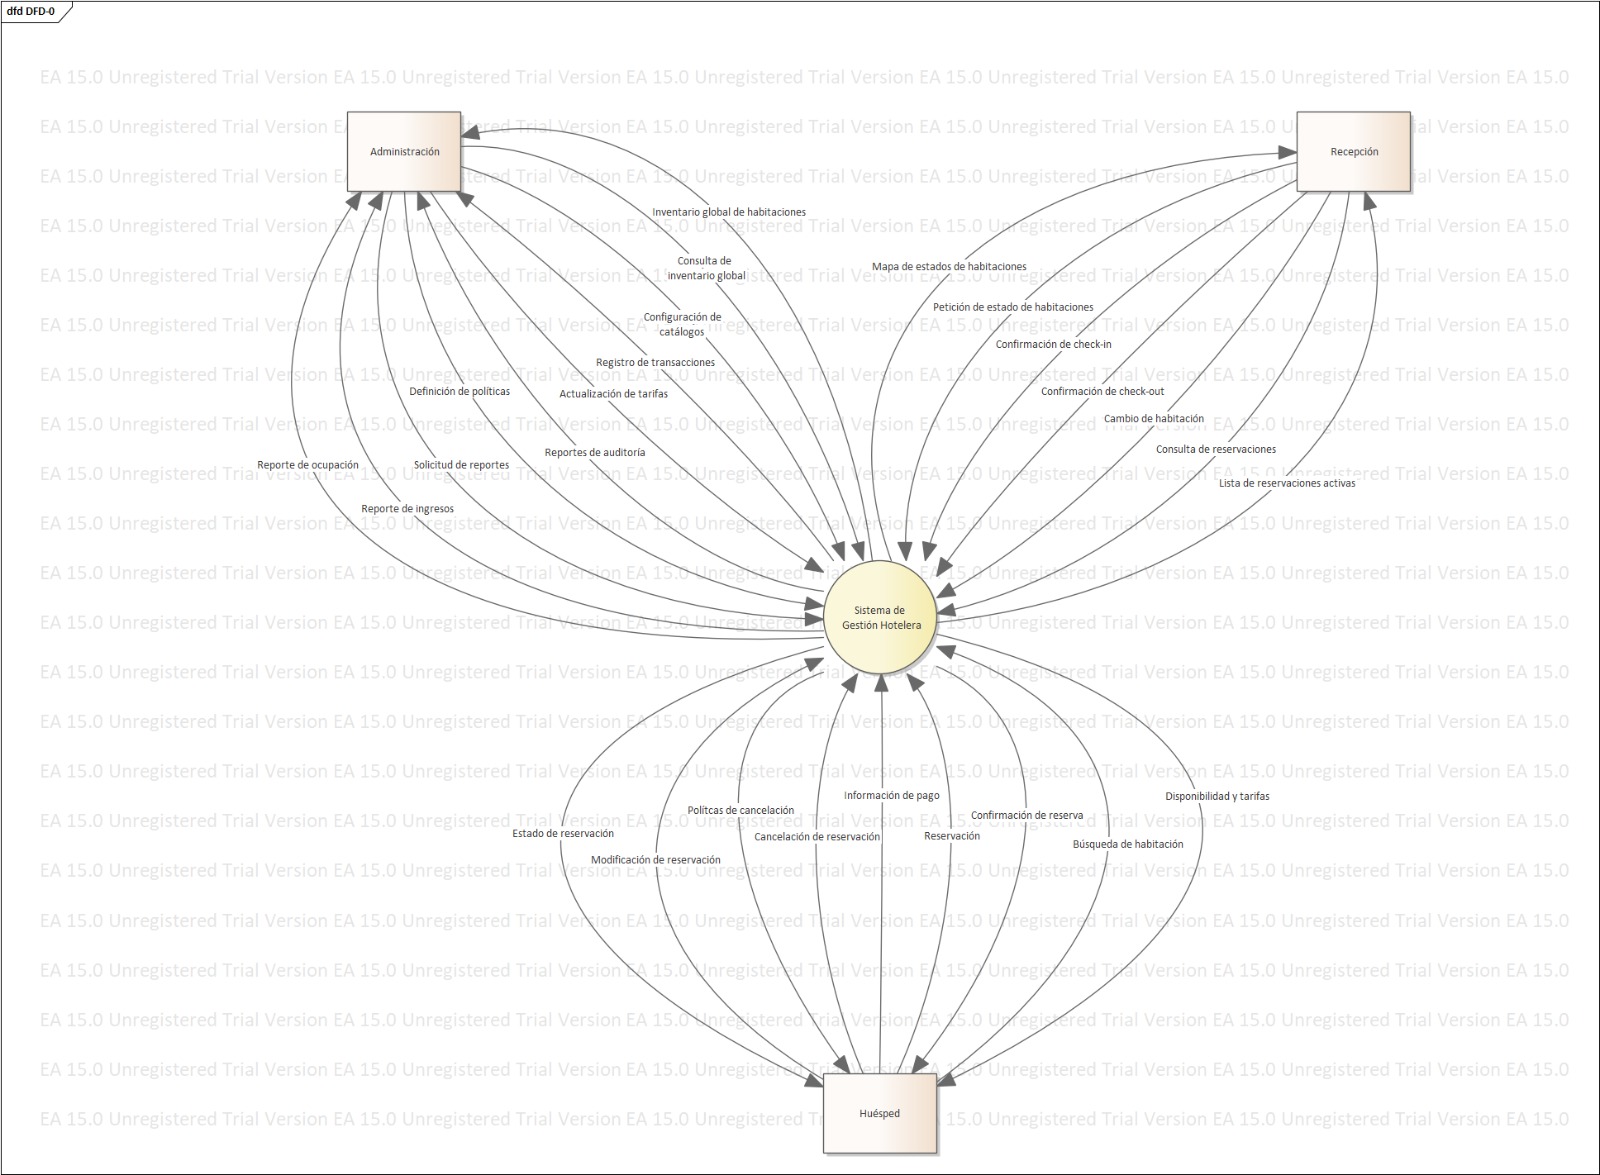 dfd DFD-0
EA 15.0 Unregistered Trial Version EA 15.0 Unregistered Trial Version EA 15.0 Unregistered Trial Version EA 15.0 Unregistered Trial Version EA 15.0 Unregistered Trial Version EA 15.0
Administración
Recepción
Inventario global de habitaciones
Consulta de
inventario global
Mapa de estados de habitaciones
Petición de estado de habitaciones
Configuración de
catálogos
Confirmación de check-in
Registro de transacciones
Definición de políticas
Actualización de tarifas
Confirmación de check-out
Cambio de habitación
Reportes de auditoría
Consulta de reservaciones
Reporte de ocupación
Solicitud de reportes
Lista de reservaciones activas
Reporte de ingresos
Sistema de
Gestión Hotelera
Información de pago
Disponibilidad y tarifas
Polítcas de cancelación
Confirmación de reserva
Estado de reservación
Cancelación de reservación
Reservación
Búsqueda de habitación
Modificación de reservación
Huésped